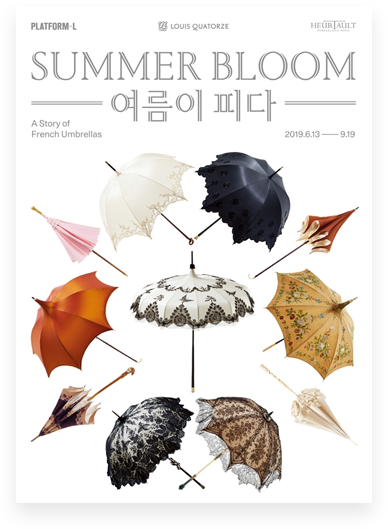 PLATFORM-L
LOUIS QUATORZE
HEURTAULT
SUMMER BLOOM
여름이 피다
A Story of
French Umbrellas
2019.6.13 — 9.19